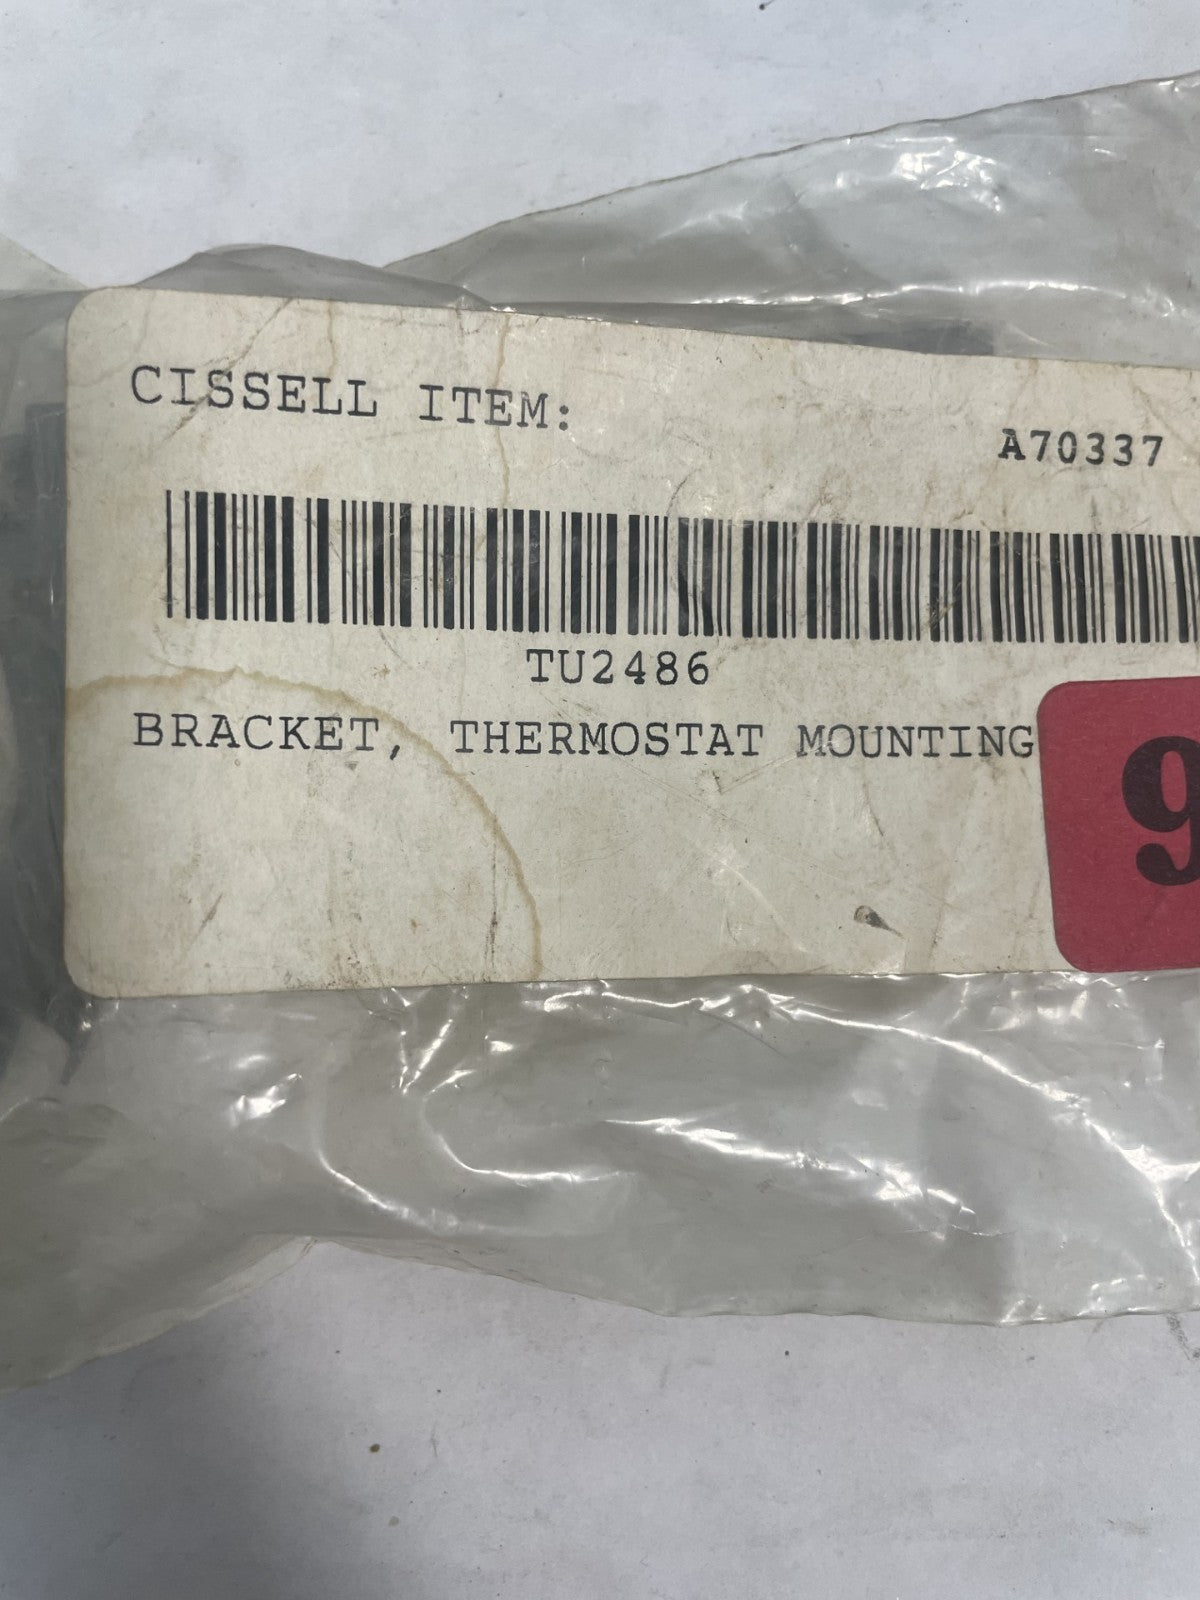 CISSELL ITEM:
A70337
TU2486
BRACKET, THERMOSTAT MOUNTING
9